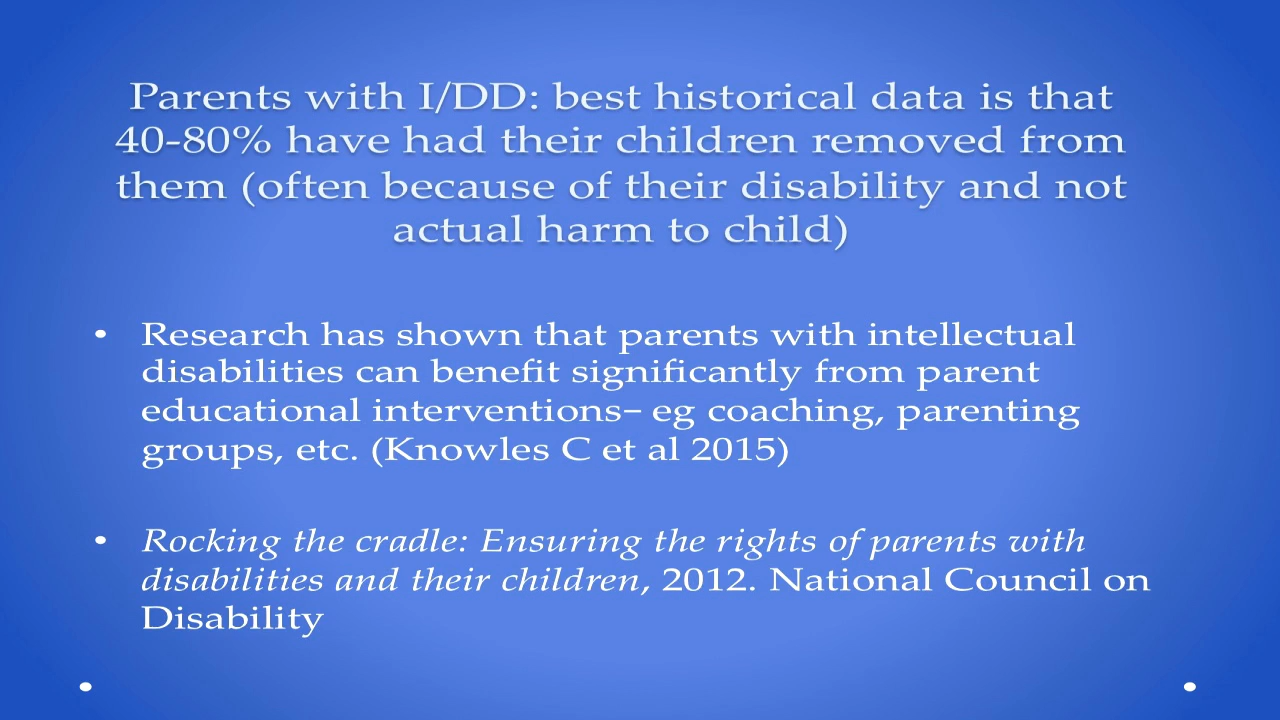 Parents with I/DD: best historical data is that
40-80% have had their children removed from
them (often because of their disability and not
actual harm to child)
• Research has shown that parents with intellectual
disabilities can benefit significantly from parent
educational interventions– eg coaching, parenting
groups, etc. (Knowles C et al 2015)
• Rocking the cradle: Ensuring the rights of parents with
disabilities and their children, 2012. National Council on
Disability